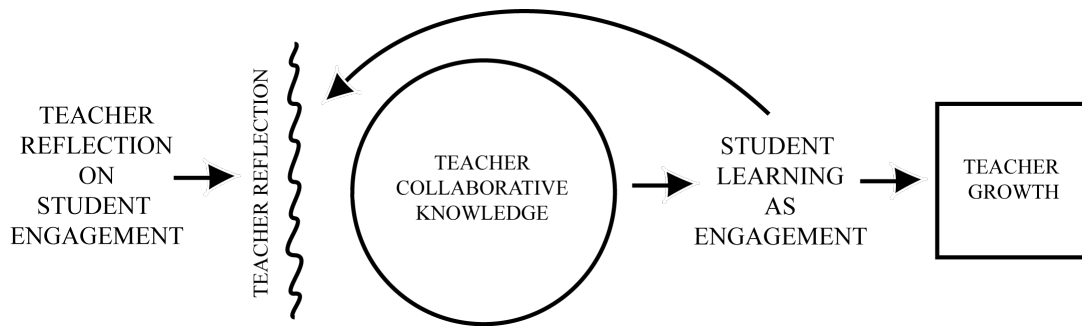 TEACHER
REFLECTION
ON
STUDENT
ENGAGEMENT
TEACHER REFLECTION
TEACHER
COLLABORATIVE
KNOWLEDGE
STUDENT
LEARNING
AS
ENGAGEMENT
TEACHER
GROWTH